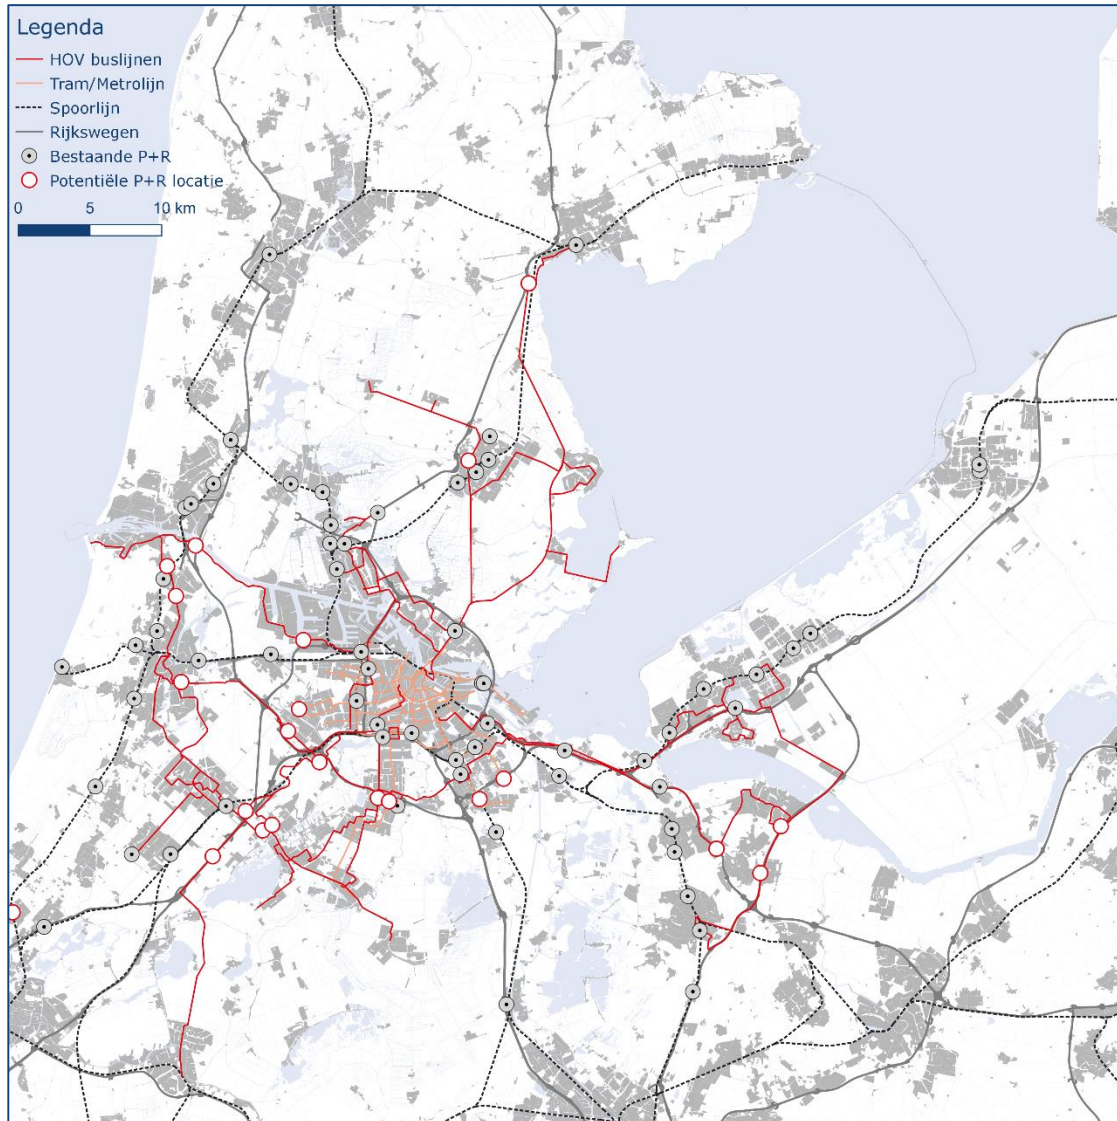 Legenda
HOV buslijnen
Tram/Metrolijn
Spoorlijn
Rijkswegen
Bestaande P+R
Potentiële P+R locatie
0 5 10 km